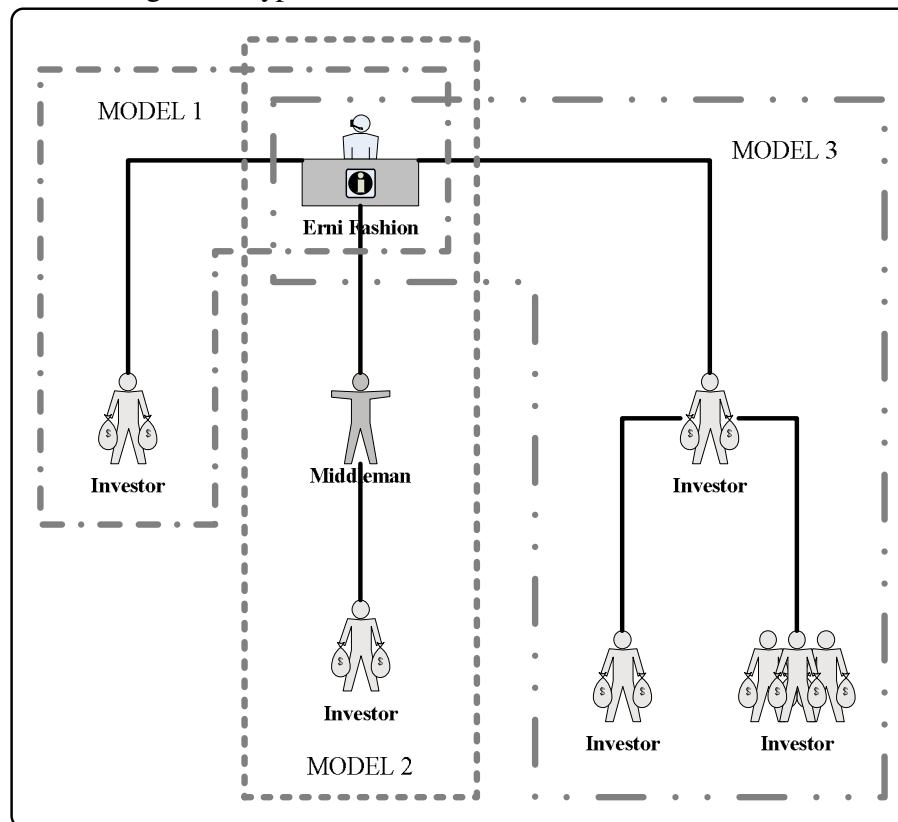 MODEL 1
MODEL 3
Erni Fashion
Investor
Middleman
Investor
Investor
Investor
Investor
MODEL 2